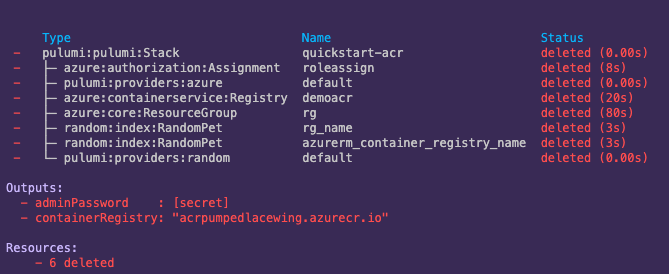 Type Name Status
- pulumi:pulumi:Stack quickstart-acr deleted (0.00s)
- ├─ azure:authorization:Assignment roleassign deleted (8s)
- ├─ pulumi:providers:azure default deleted (0.00s)
- ├─ azure:containerservice:Registry demoacr deleted (20s)
- ├─ azure:core:ResourceGroup rg deleted (80s)
- ├─ random:index:RandomPet rg_name deleted (3s)
- ├─ random:index:RandomPet azurerm_container_registry_name deleted (3s)
- └─ pulumi:providers:random default deleted (0.00s)
Outputs:
- adminPassword : [secret]
- containerRegistry: "acrpumpedlacewing.azurecr.io"
Resources:
- 6 deleted